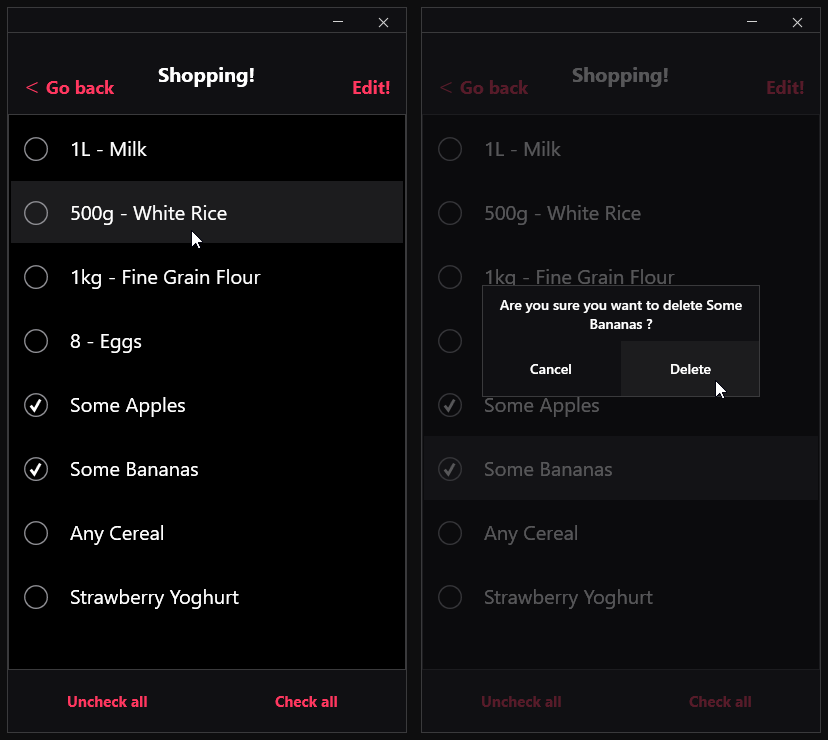 Shopping!
< Go back
Edit!
1L - Milk
500g - White Rice
1kg - Fine Grain Flour
8 - Eggs
Some Apples
Some Bananas
Any Cereal
Strawberry Yoghurt
Uncheck all
Check all
Shopping!
< Go back
Edit!
1L - Milk
500g - White Rice
1kg - Fine Grain Flour
Are you sure you want to delete Some
Bananas ?
Cancel
Delete
Some Apples
Some Bananas
Any Cereal
Strawberry Yoghurt
Uncheck all
Check all